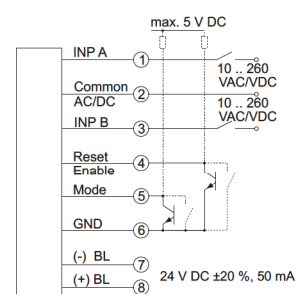 max. 5 V DC
INP A
1
10 .. 260
VAC/VDC
Common
AC/DC
2
10 .. 260
VAC/VDC
INP B
3
Reset
Enable
4
Mode
5
GND
6
(-) BL
7
24 V DC ±20 %, 50 mA
(+) BL
8